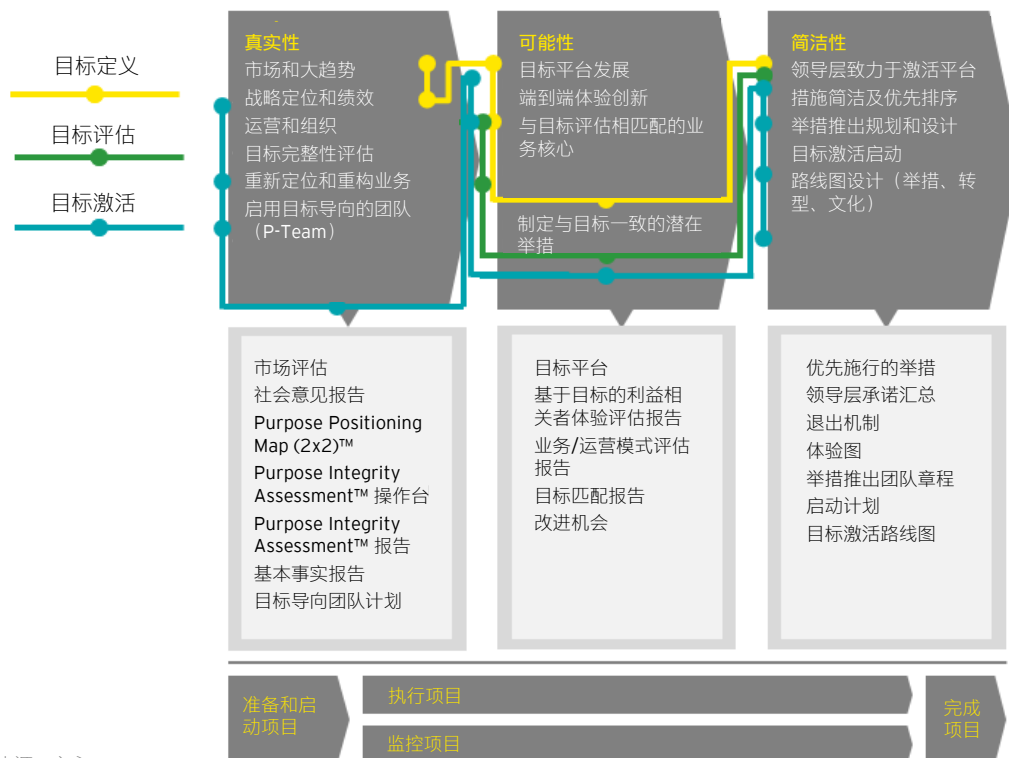 目标定义
目标评估
目标激活
真实性
市场和大趋势
战略定位和绩效
运营和组织
目标完整性评估
重新定位和重构业务
启用目标导向的团队
（P-Team）
可能性
目标平台发展
端到端体验创新
与目标评估相匹配的业
务核心
制定与目标一致的潜在
举措
简洁性
领导层致力于激活平台
措施简洁及优先排序
举措推出规划和设计
目标激活启动
路线图设计（举措、转
型、文化）
市场评估
社会意见报告
Purpose Positioning
Map (2x2)™
Purpose Integrity
Assessment™ 操作台
Purpose Integrity
Assessment™ 报告
基本事实报告
目标导向团队计划
目标平台
基于目标的利益相
关者体验评估报告
业务/运营模式评估
报告
目标匹配报告
改进机会
优先施行的举措
领导层承诺汇总
退出机制
体验图
举措推出团队章程
启动计划
目标激活路线图
准备和启
动项目
执行项目
监控项目
完成
项目